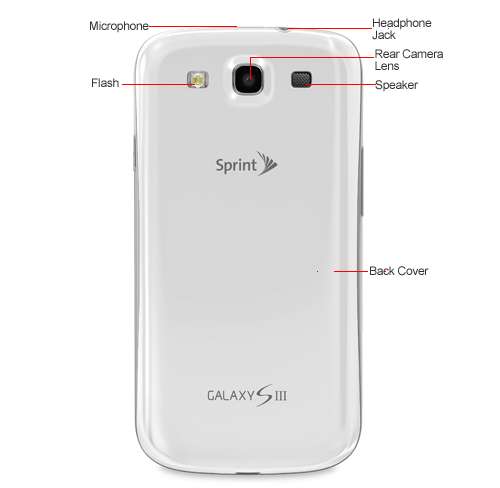 Microphone
Headphone
Jack
Rear Camera
Lens
Flash
Speaker
Sprint
Back Cover
GALAXY S III